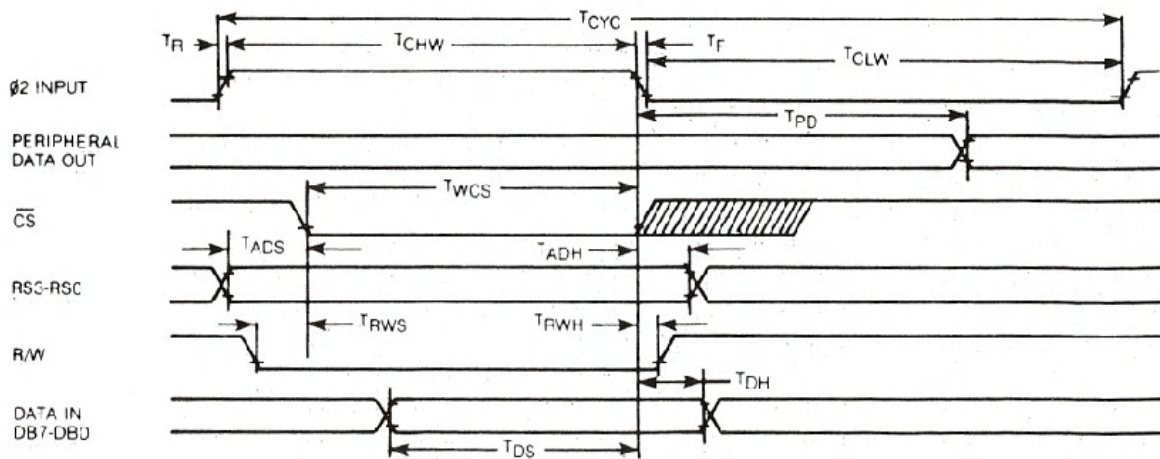 TCYC
TR
TCHW
TF
TCLW
Ø2 INPUT
TPD
PERIPHERAL
DATA OUT
TWCS
CS
TADS
TADH
RS3-RS0
TRWS
TRWH
R/W
TDH
DATA IN
DB7-DB0
TDS